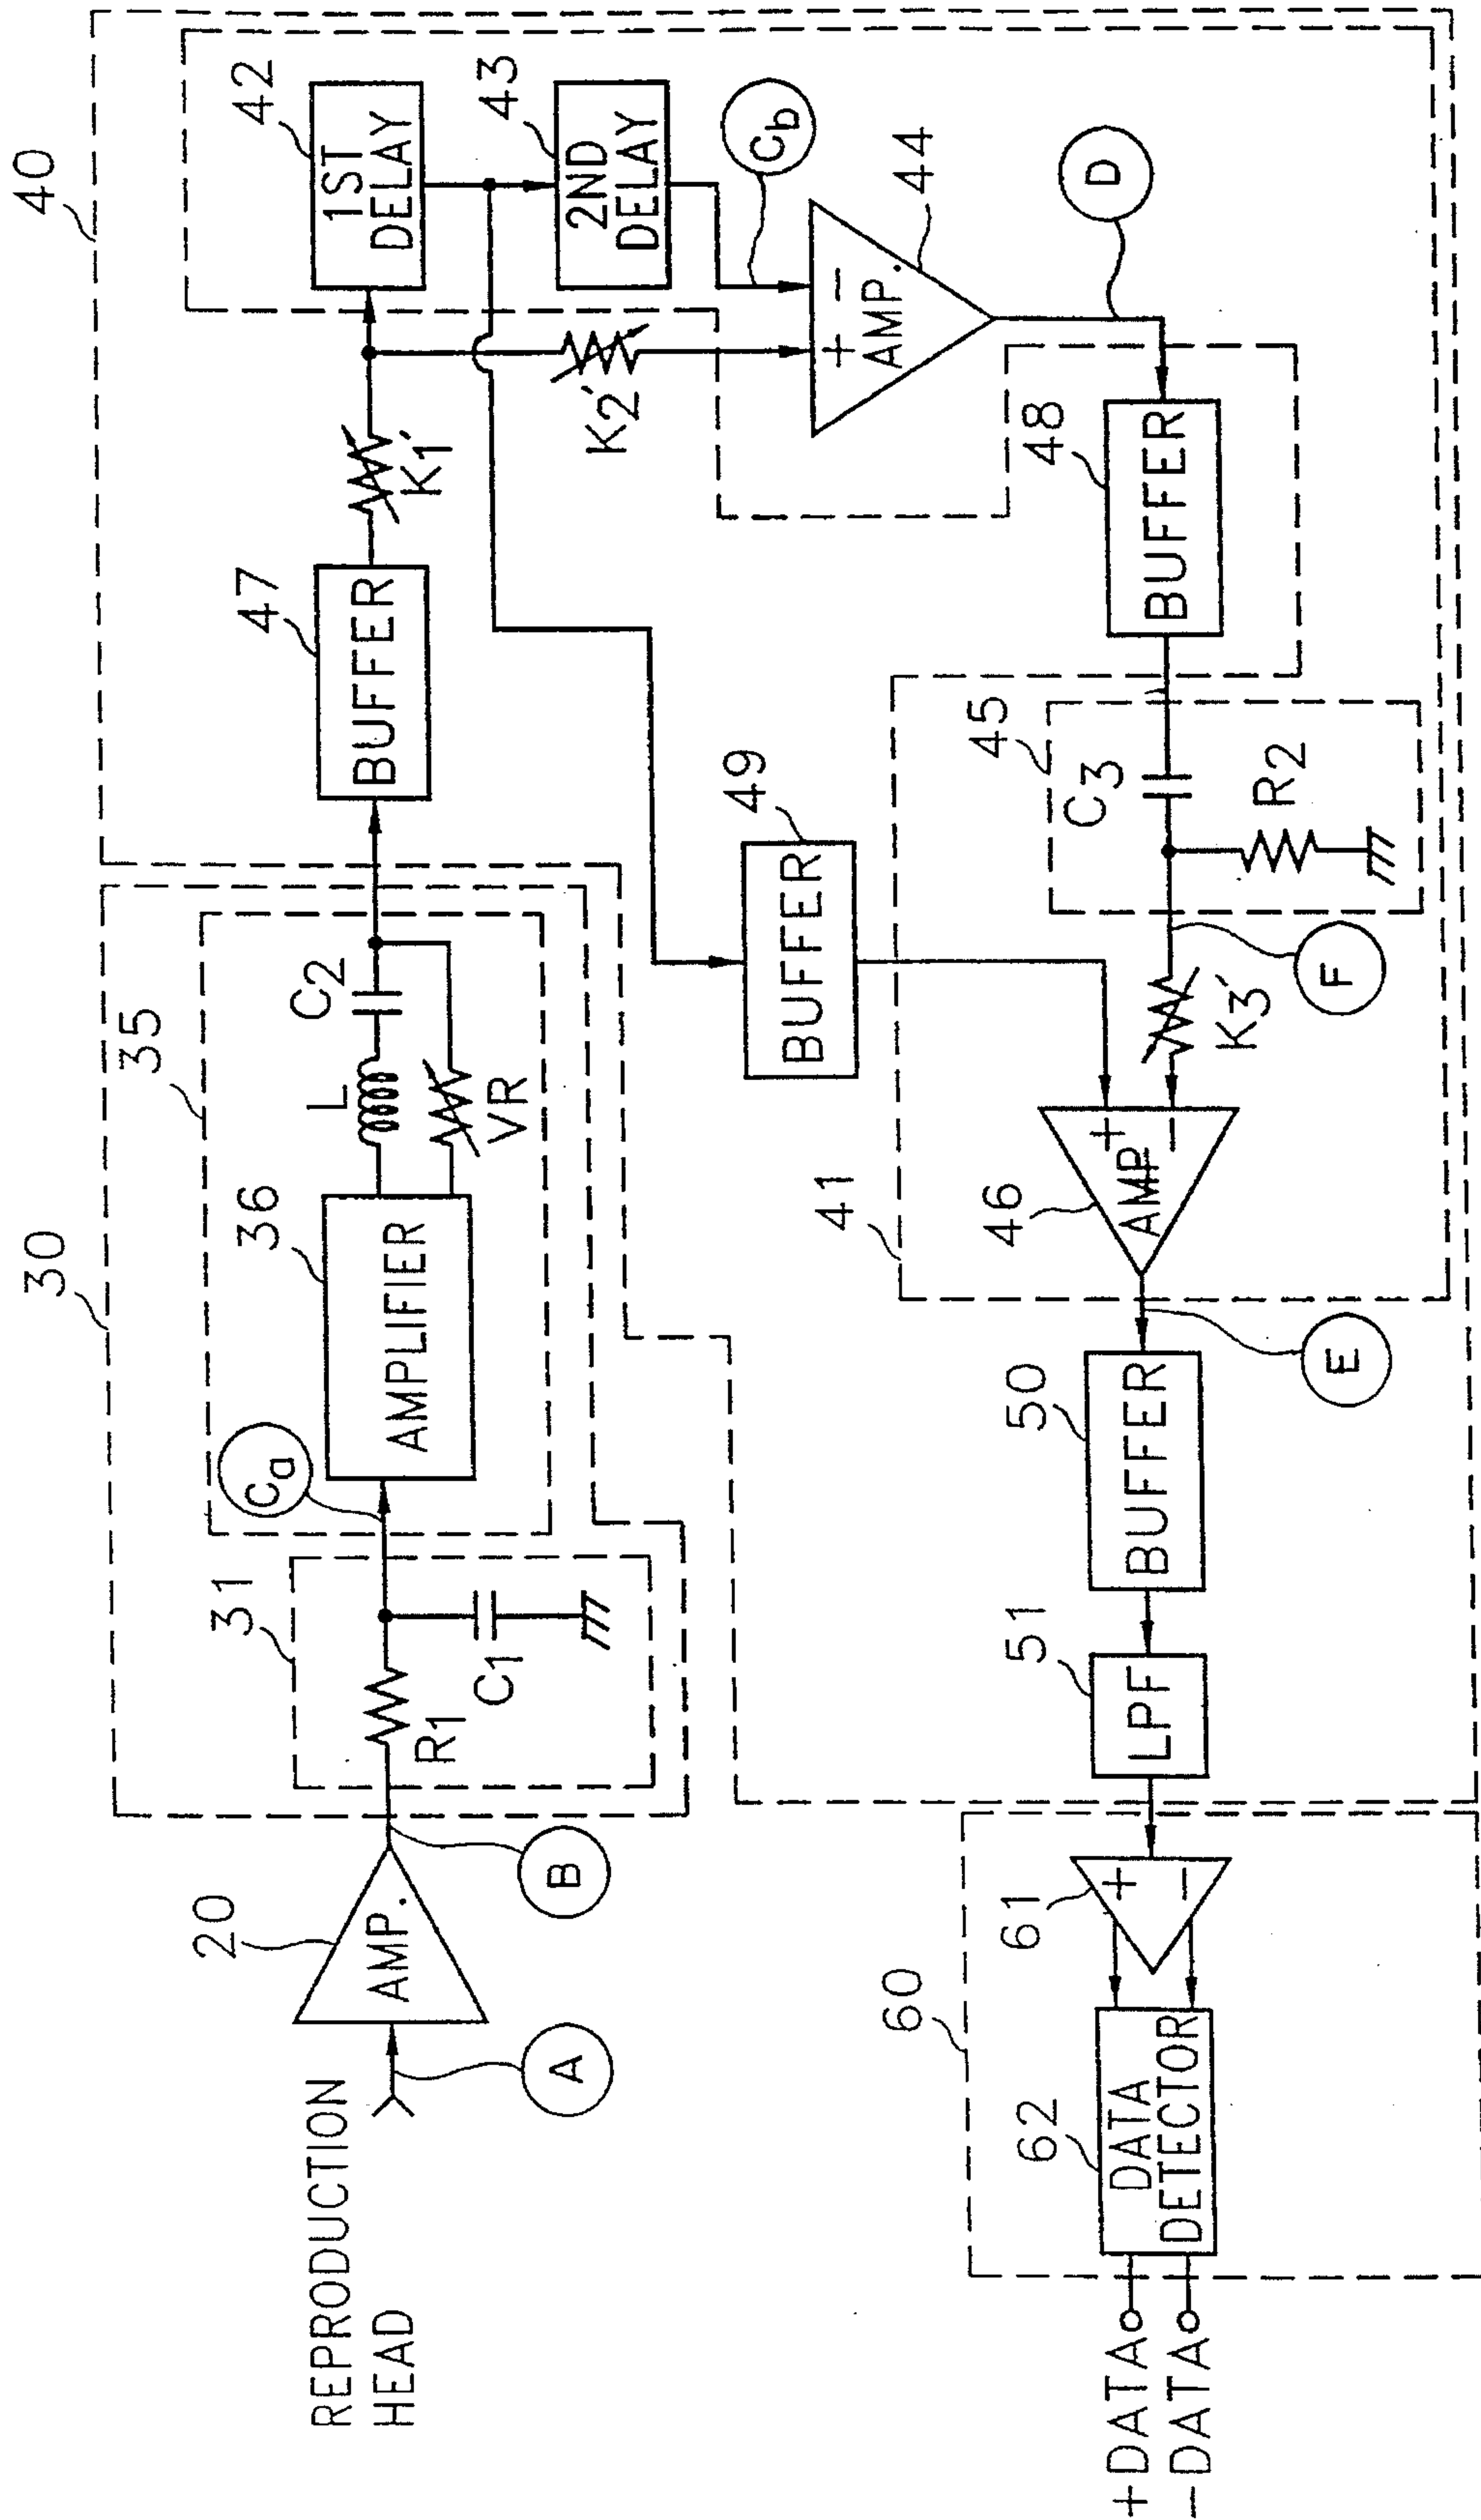 40
30
35
42
1ST
DELAY
43
2ND
DELAY
Cb
44
+
−
AMP.
D
K1'
K2'
47
BUFFER
48
BUFFER
L
C2
VR
36
AMPLIFIER
Ca
31
R1
C1
20
AMP.
B
A
REPRODUCTION
HEAD
49
BUFFER
45
C3
R2
F
K3'
41
46
+
−
AMP
E
50
BUFFER
51
LPF
60
61
+
−
62
DATA
DETECTOR
+DATA
−DATA